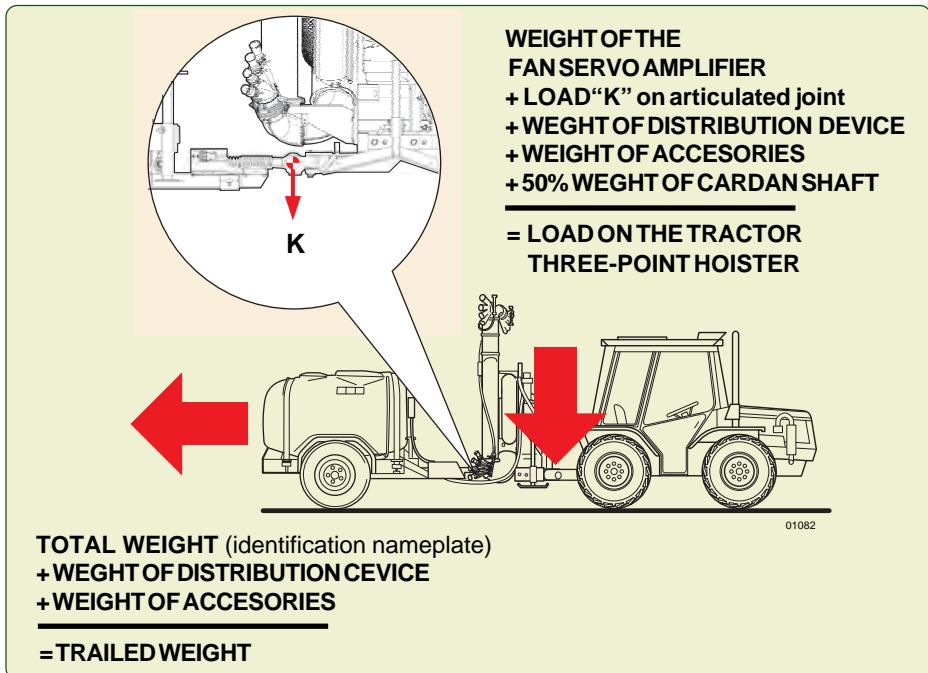 WEIGHT OF THE
FAN SERVO AMPLIFIER
+ LOAD "K" on articulated joint
+ WEGHT OF DISTRIBUTION DEVICE
+ WEIGHT OF ACCESORIES
+ 50% WEGHT OF CARDAN SHAFT
= LOAD ON THE TRACTOR
THREE-POINT HOISTER
K
01082
TOTAL WEIGHT (identification nameplate)
+ WEGHT OF DISTRIBUTION CEVICE
+ WEIGHT OF ACCESORIES
= TRAILED WEIGHT